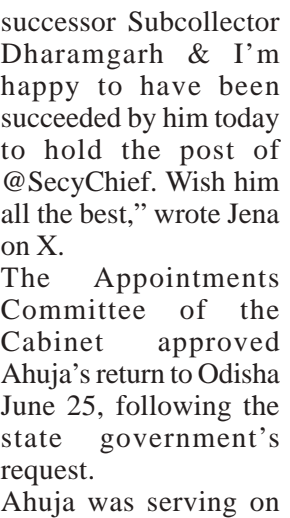 successor Subcollector
Dharamgarh & I’m
happy to have been
succeeded by him today
to hold the post of
@SecyChief. Wish him
all the best,” wrote Jena
on X.
The Appointments
Committee of the
Cabinet approved
Ahuja’s return to Odisha
June 25, following the
state government’s
request.
Ahuja was serving on